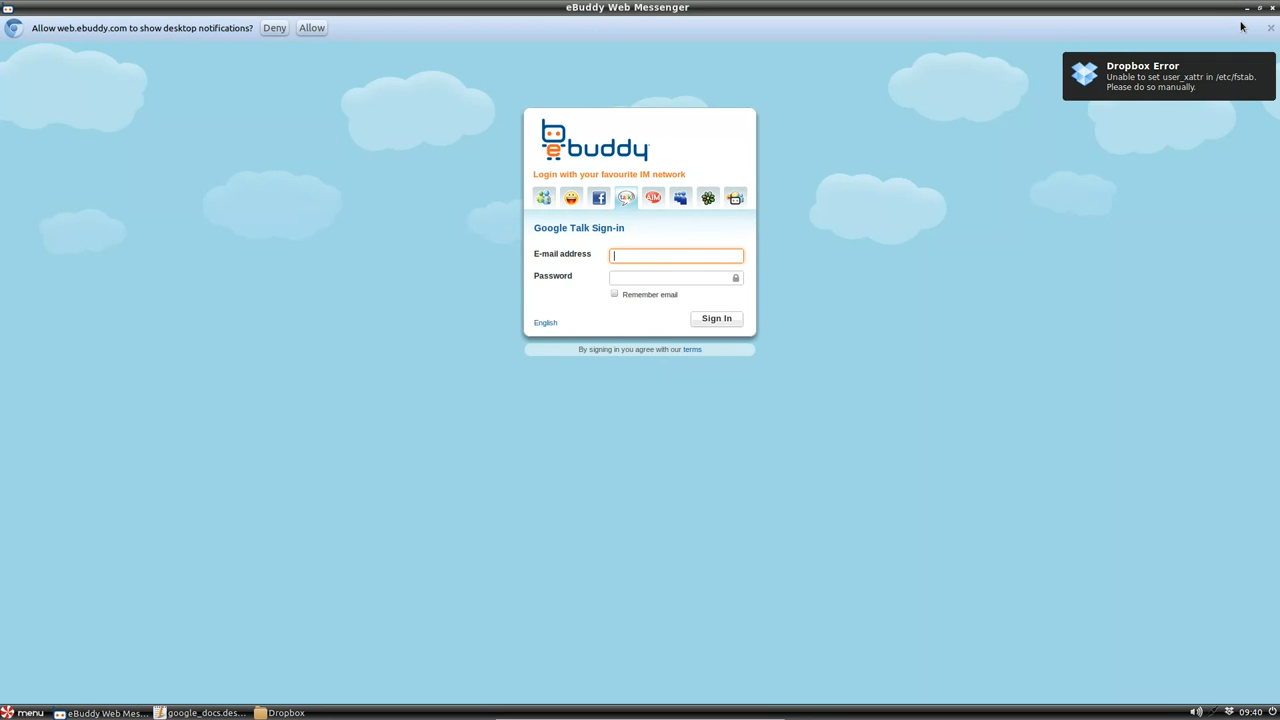 eBuddy Web Messenger
Allow web.ebuddy.com to show desktop notifications? Deny Allow
Dropbox Error
Unable to set user_xattr in /etc/fstab.
Please do so manually.
ebuddy
Login with your favourite IM network
talk AIM
Google Talk Sign-in
E-mail address
Password
Remember email
English Sign In
By signing in you agree with our terms
menu eBuddy Web Mes... google_docs.des... Dropbox 09:40